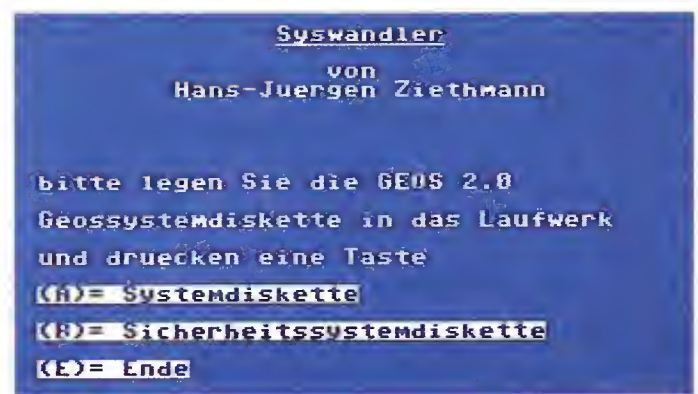 Syswandler
von
Hans-Juergen Ziethmann
bitte legen Sie die GEOS 2.0
Geossystemdiskette in das Laufwerk
und druecken eine Taste
(A)= Systemdiskette
(B)= Sicherheitssystemdiskette
(E)= Ende